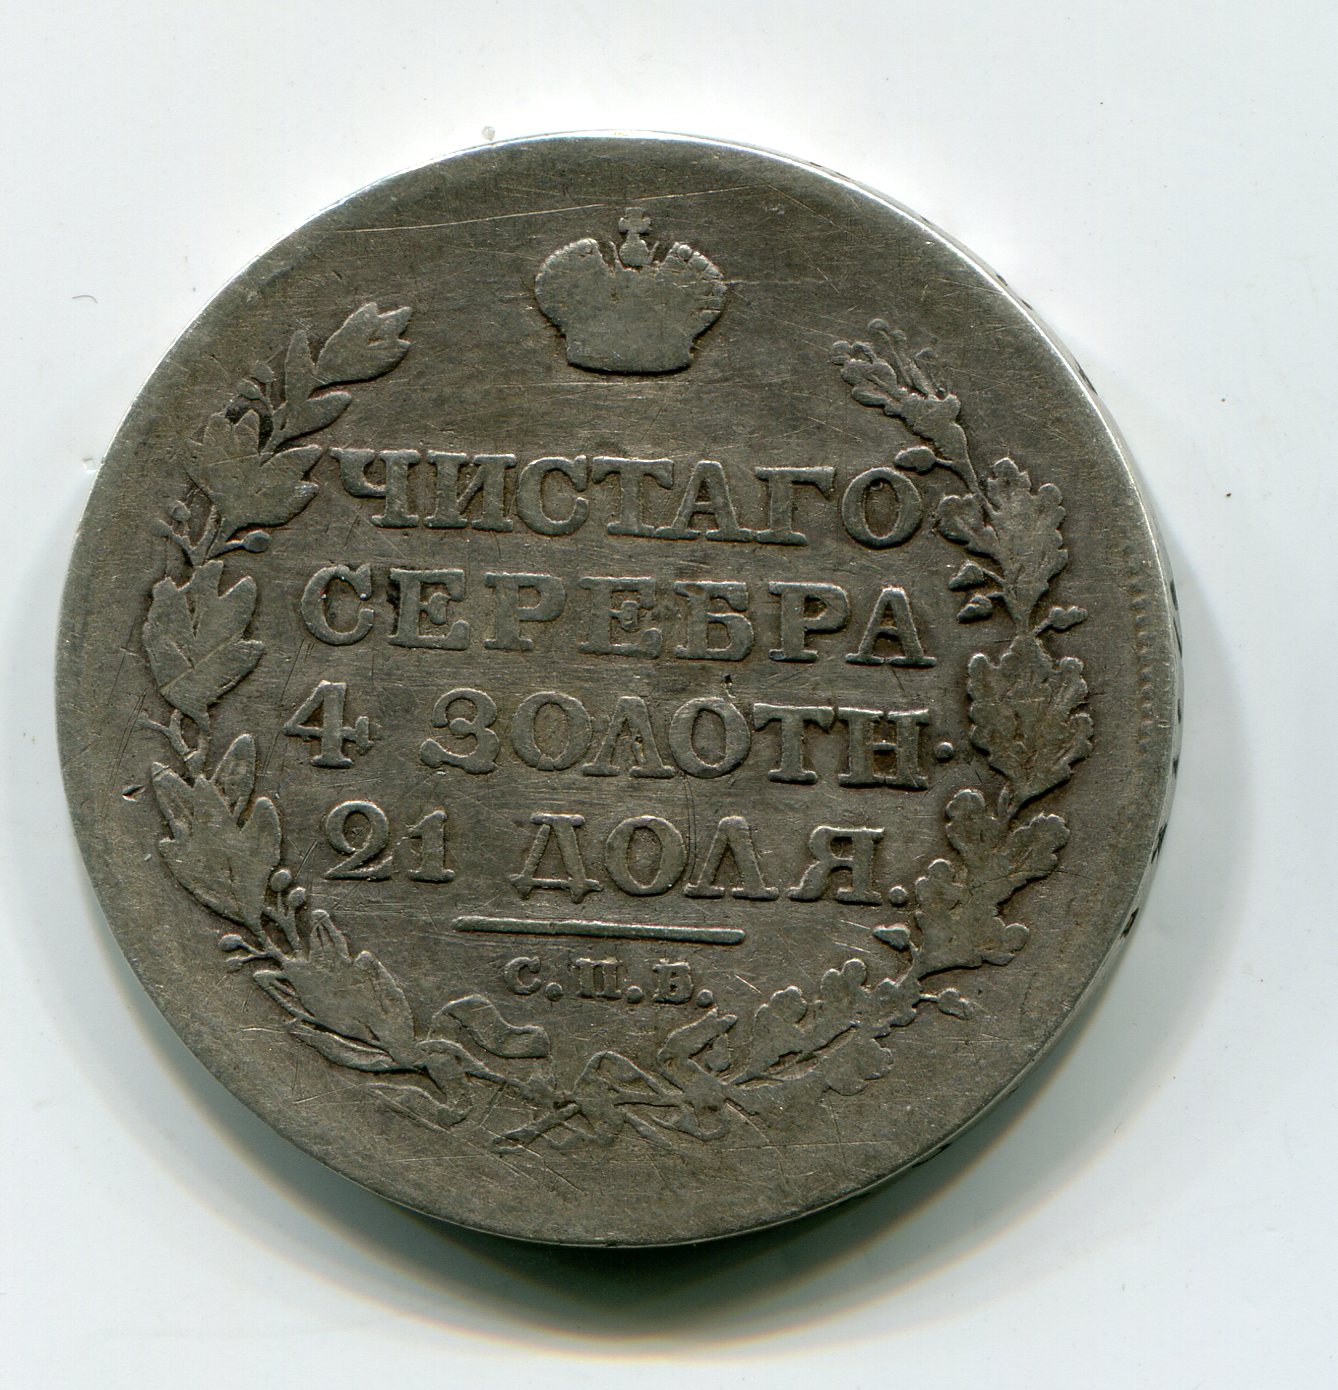 ЧИСТАГО
СЕРЕБРА
4 ЗОЛОТН.
21 ДОЛЯ.
С.П.Б.